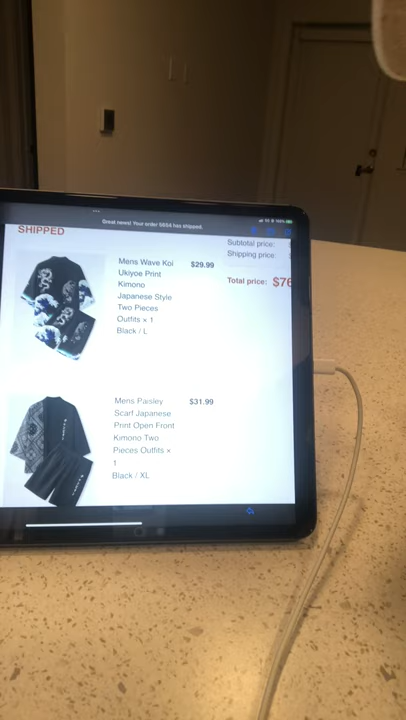 Great news! Your order 5654 has shipped.
SHIPPED
Subtotal price:
Shipping price:
Total price: $76
Mens Wave Koi $29.99
Ukiyoe Print
Kimono
Japanese Style
Two Pieces
Outfits × 1
Black / L
Mens Paisley $31.99
Scarf Japanese
Print Open Front
Kimono Two
Pieces Outfits ×
1
Black / XL